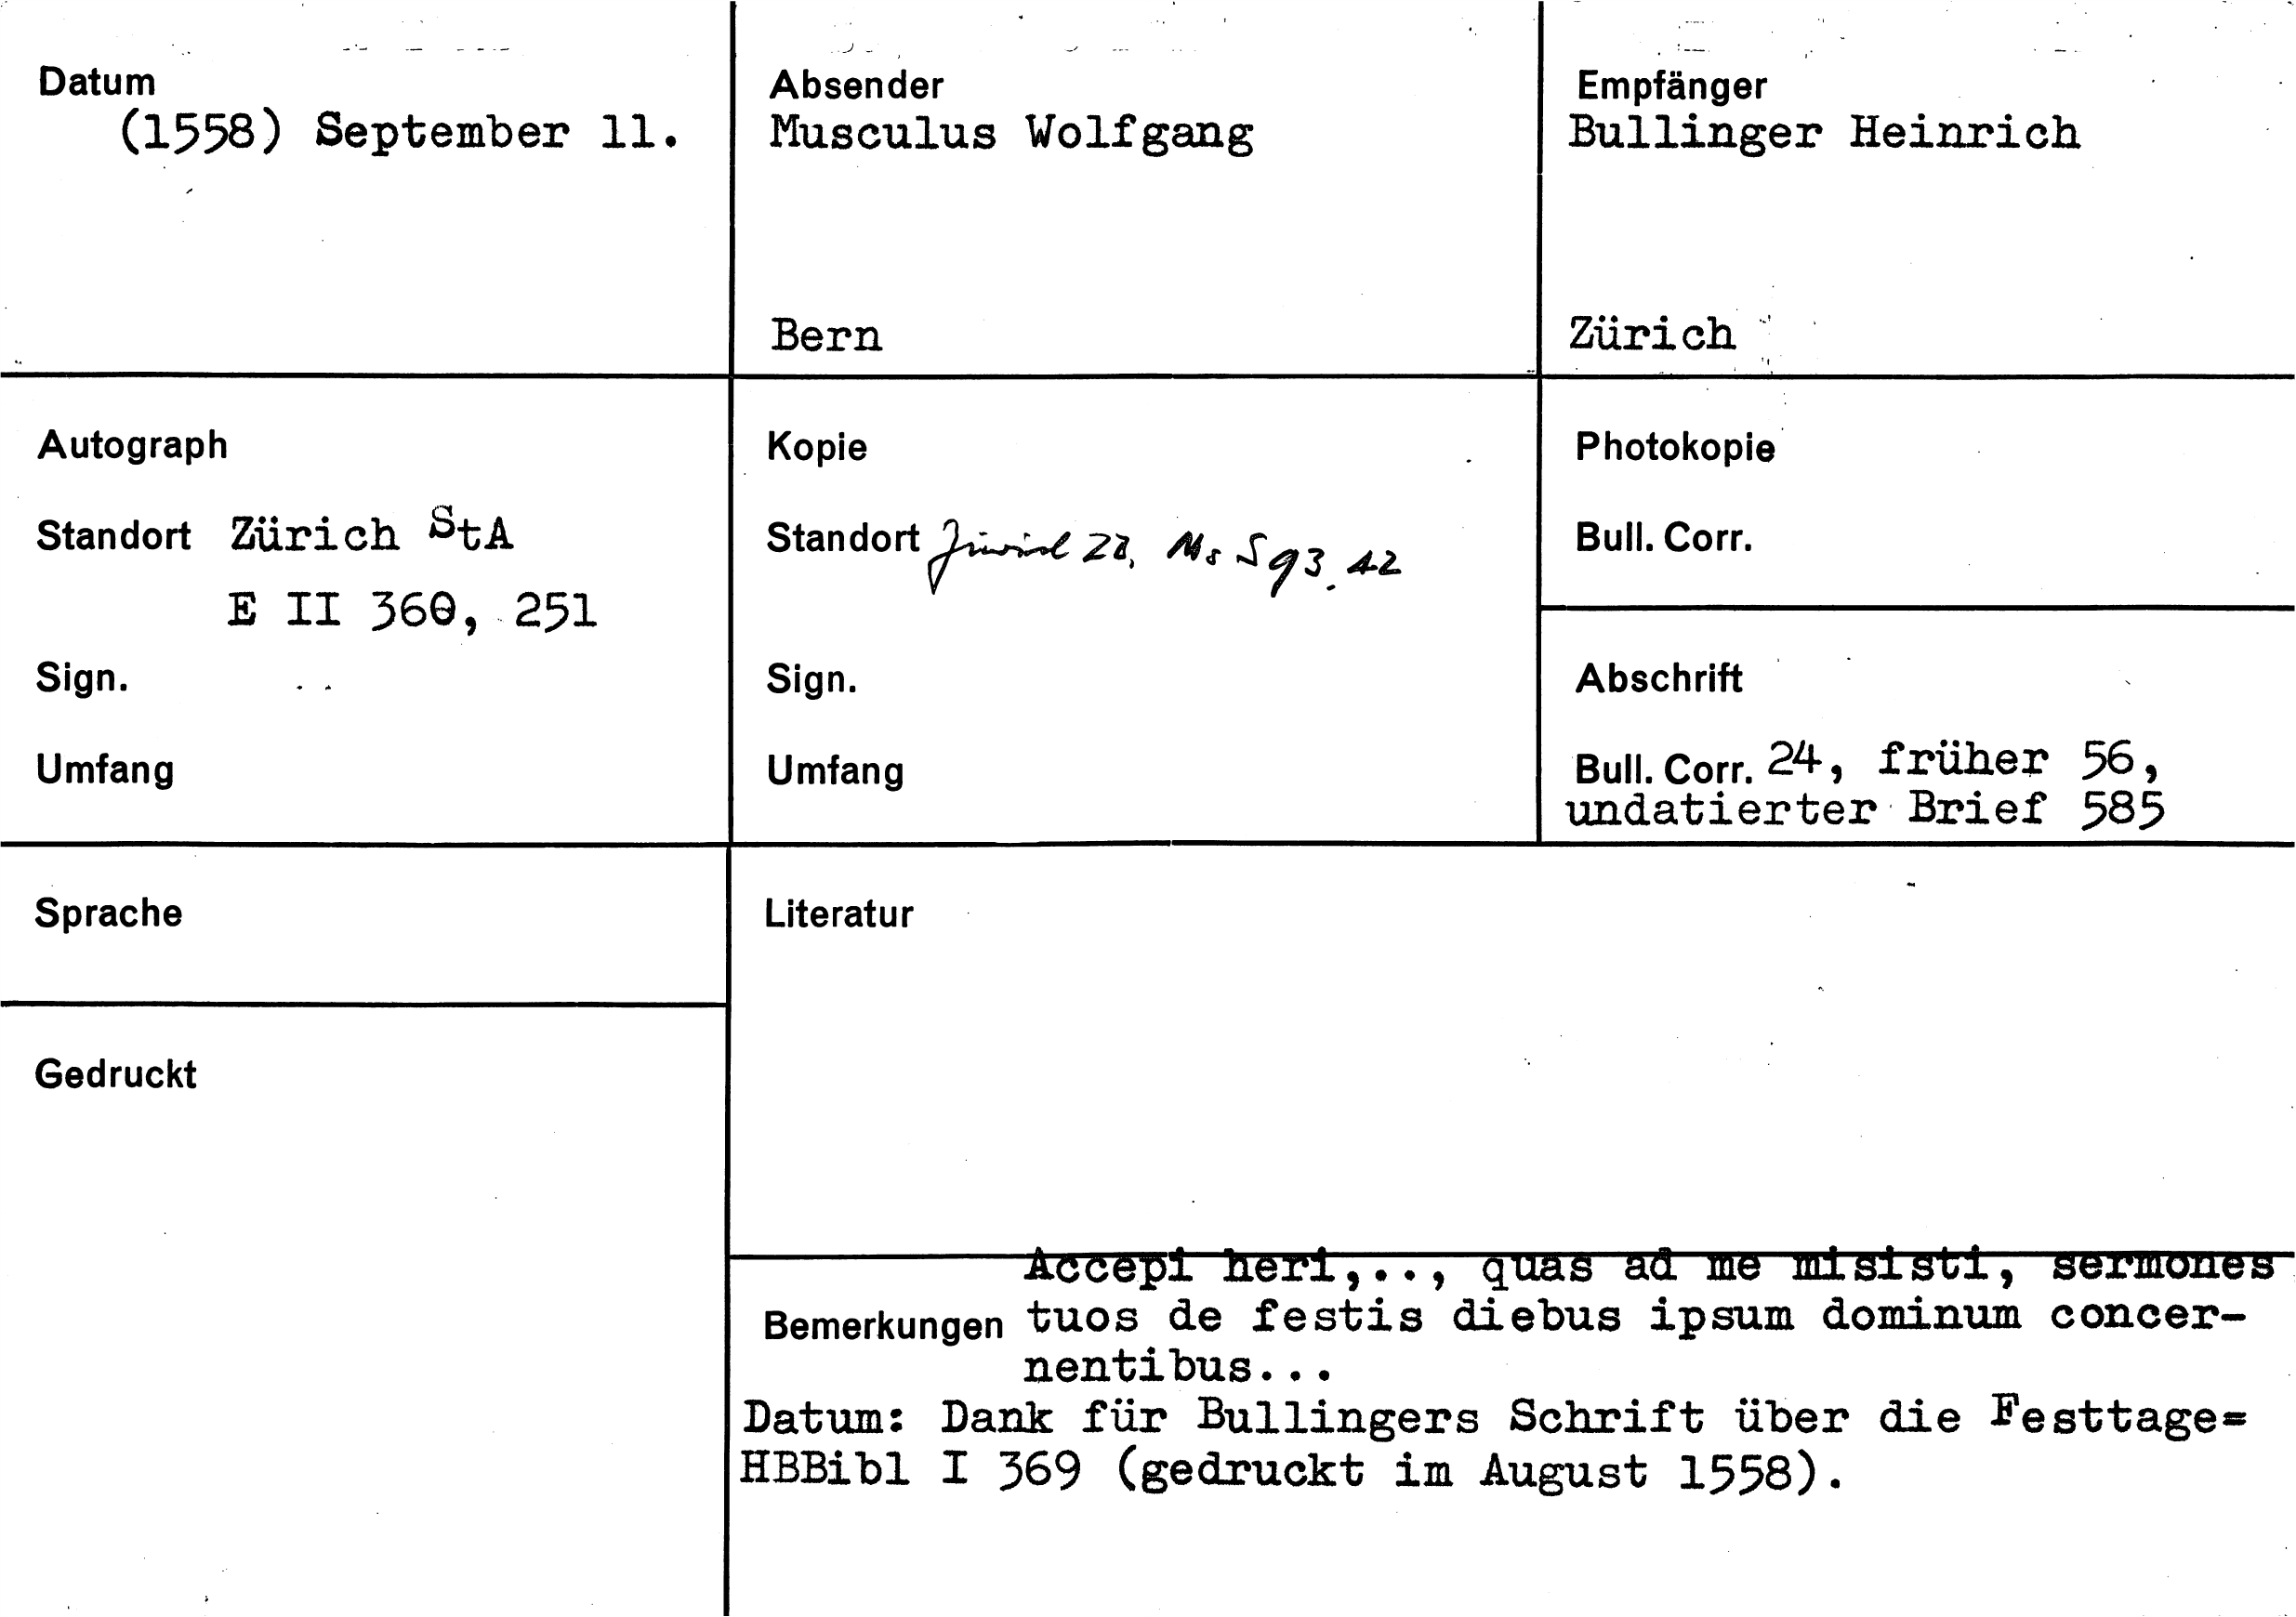 Datum
(1558) September 11.
Absender
Musculus Wolfgang
Bern
Empfänger
Bullinger Heinrich
Zürich
Autograph
Standort Zürich StA
E II 360, 251
Sign.
Umfang
Kopie
Standort Zürich ZB, Ms S 93. 42
Sign.
Umfang
Photokopie
Bull. Corr.
Abschrift
Bull. Corr. 24, früher 56,
undatierter Brief 585
Sprache
Literatur
Gedruckt
Accepi heri,.., quas ad me misisti, sermones
Bemerkungen tuos de festis diebus ipsum dominum concer-
nentibus...
Datum: Dank für Bullingers Schrift über die Festtage=
HBBibl I 369 (gedruckt im August 1558).